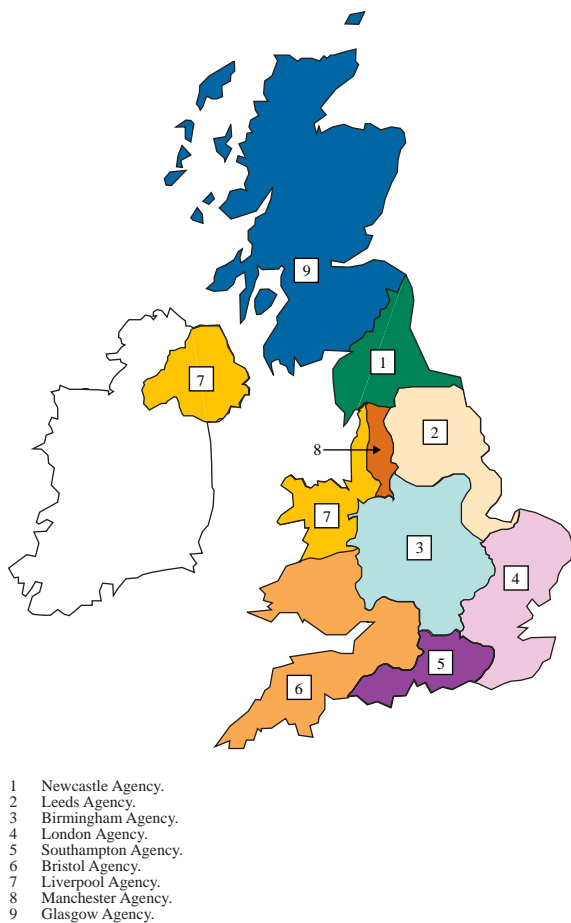 9
1
7
2
8
7
3
4
5
6
1 Newcastle Agency.
2 Leeds Agency.
3 Birmingham Agency.
4 London Agency.
5 Southampton Agency.
6 Bristol Agency.
7 Liverpool Agency.
8 Manchester Agency.
9 Glasgow Agency.